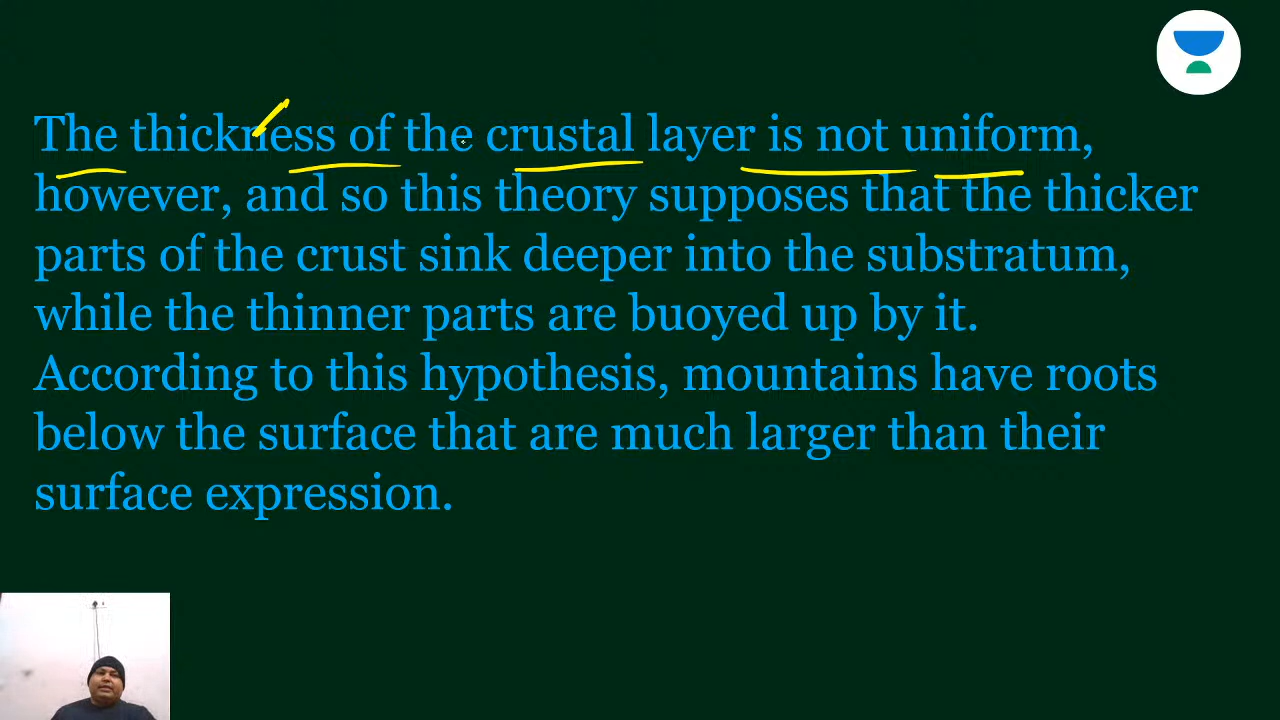 The thickness of the crustal layer is not uniform,
however, and so this theory supposes that the thicker
parts of the crust sink deeper into the substratum,
while the thinner parts are buoyed up by it.
According to this hypothesis, mountains have roots
below the surface that are much larger than their
surface expression.